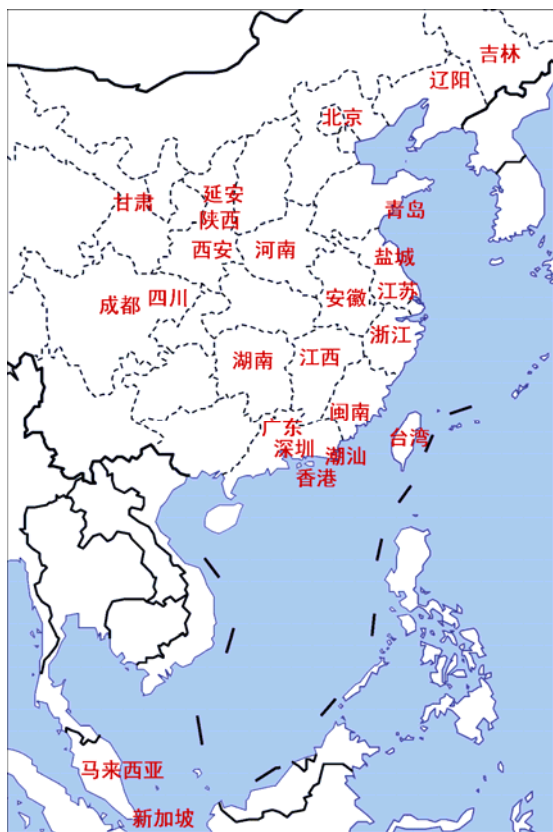 吉林
辽阳
北京
延安
甘肃
青岛
陕西
西安
河南
盐城
成都
四川
安徽
江苏
浙江
湖南
江西
闽南
广东
台湾
深圳
潮汕
香港
马来西亚
新加坡